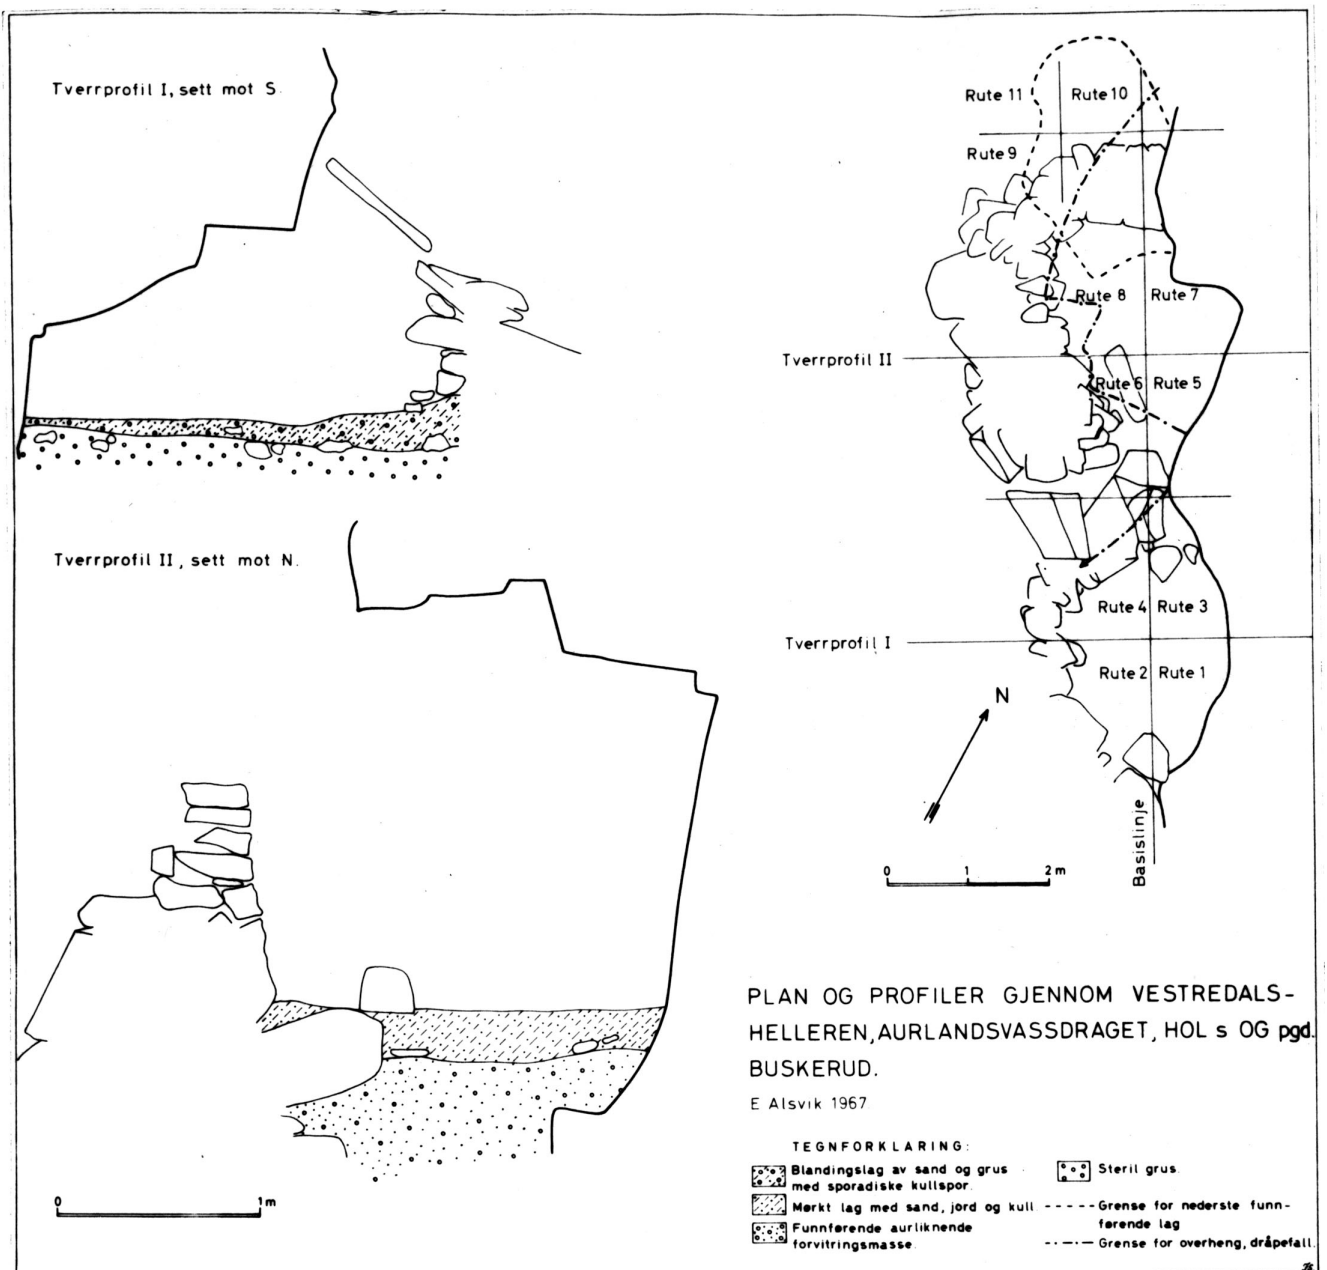 Tverrprofil I, sett mot S.
Rute 11
Rute 10
Rute 9
Rute 8
Rute 7
Tverrprofil II
Rute 6
Rute 5
Tverrprofil II, sett mot N.
Rute 4
Rute 3
Tverrprofil I
Rute 2
Rute 1
N
Basislinje
0 1 2 m
PLAN OG PROFILER GJENNOM VESTREDALS-
HELLEREN, AURLANDSVASSDRAGET, HOL s OG pgd.
BUSKERUD.
E Alsvik 1967.
TEGNFORKLARING:
Blandingslag av sand og grus
med sporadiske kullspor.
Mørkt lag med sand, jord og kull
Funnførende aurliknende
forvitringsmasse.
Steril grus.
Grense for nederste funn-
førende lag
Grense for overheng, dråpefall.
0 1 m